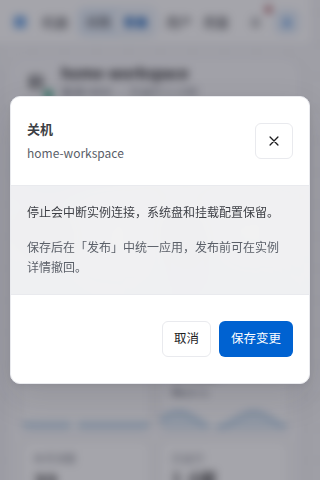 home-workspace
关机
home-workspace
停止会中断实例连接，系统盘和挂载配置保留。
保存后在「发布」中统一应用，发布前可在实例
详情撤回。
取消
保存变更